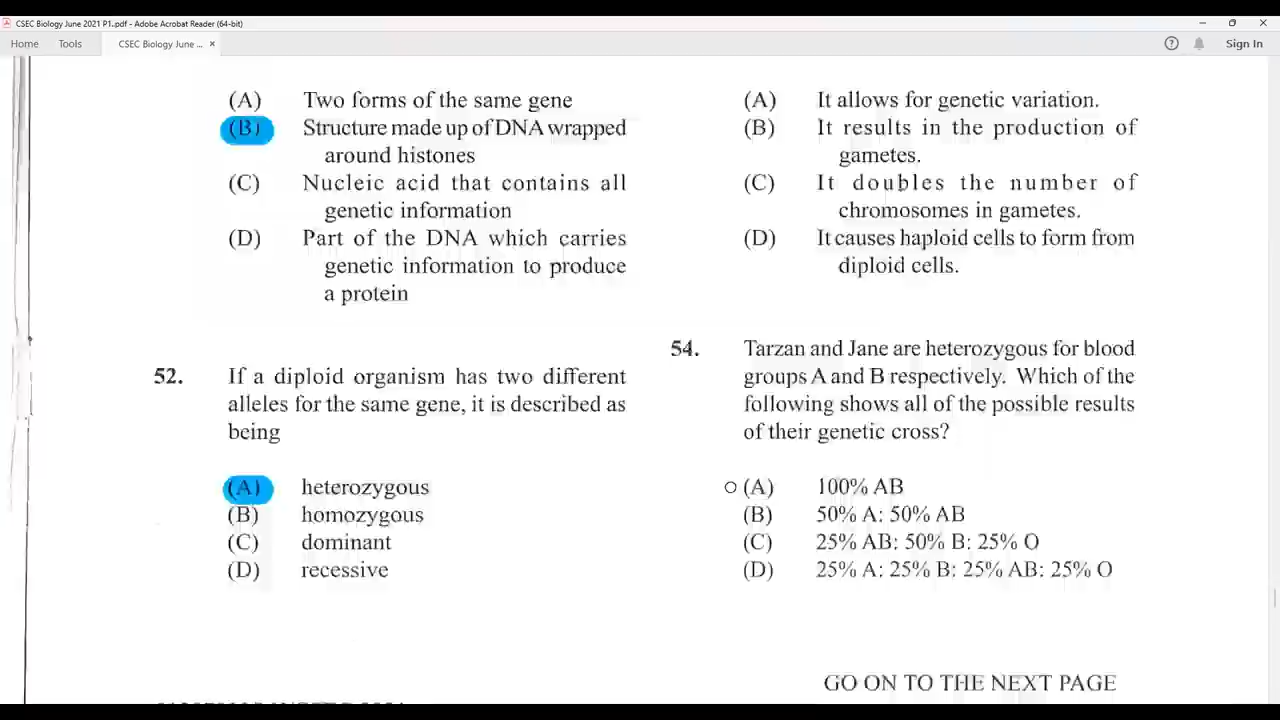 CSEC Biology June 2021 P1..pdf - Adobe Acrobat Reader (64-bit)
Home Tools CSEC Biology June ... × Sign In
(A) Two forms of the same gene
(B) Structure made up of DNA wrapped
around histones
(C) Nucleic acid that contains all
genetic information
(D) Part of the DNA which carries
genetic information to produce
a protein
52. If a diploid organism has two different
alleles for the same gene, it is described as
being
(A) heterozygous
(B) homozygous
(C) dominant
(D) recessive
(A) It allows for genetic variation.
(B) It results in the production of
gametes.
(C) It doubles the number of
chromosomes in gametes.
(D) It causes haploid cells to form from
diploid cells.
54. Tarzan and Jane are heterozygous for blood
groups A and B respectively. Which of the
following shows all of the possible results
of their genetic cross?
(A) 100% AB
(B) 50% A: 50% AB
(C) 25% AB: 50% B: 25% O
(D) 25% A: 25% B: 25% AB: 25% O
GO ON TO THE NEXT PAGE